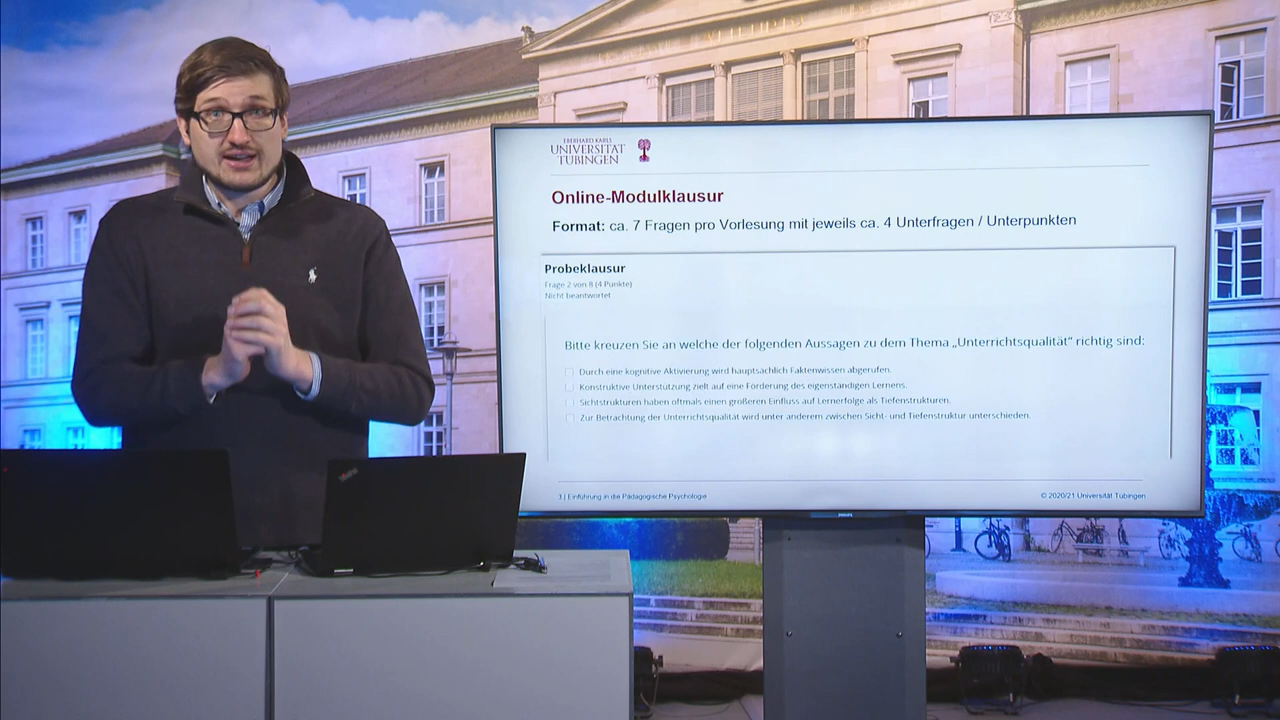 EBERHARD KARLS
UNIVERSITÄT
TÜBINGEN
Online-Modulklausur
Format: ca. 7 Fragen pro Vorlesung mit jeweils ca. 4 Unterfragen / Unterpunkten
Probeklausur
Frage 2 von 8 (4 Punkte)
Nicht beantwortet
Bitte kreuzen Sie an welche der folgenden Aussagen zu dem Thema „Unterrichtsqualität“ richtig sind:
Durch eine kognitive Aktivierung wird hauptsächlich Faktenwissen abgerufen.
Konstruktive Unterstützung zielt auf eine Förderung des eigenständigen Lernens.
Sichtstrukturen haben oftmals einen größeren Einfluss auf Lernerfolge als Tiefenstrukturen.
Zur Betrachtung der Unterrichtsqualität wird unter anderem zwischen Sicht- und Tiefenstruktur unterschieden.
3 | Einführung in die Pädagogische Psychologie
© 2020/21 Universität Tübingen
PHILIPS
ThinkPad